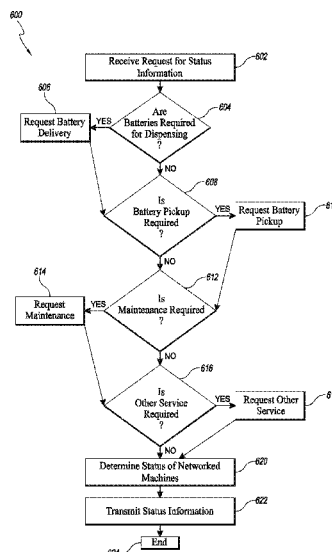 600
Receive Request for Status
Information
602
606
Request Battery
Delivery
YES
Are
Batteries Required
for Dispensing
?
604
NO
608
Is
Battery Pickup
Required
?
YES
Request Battery
Pickup
61
NO
614
Request
Maintenance
YES
612
Is
Maintenance Required
?
NO
616
Is
Other Service
Required
?
YES
Request Other
Service
6
NO
Determine Status of Networked
Machines
620
Transmit Status Information
622
End